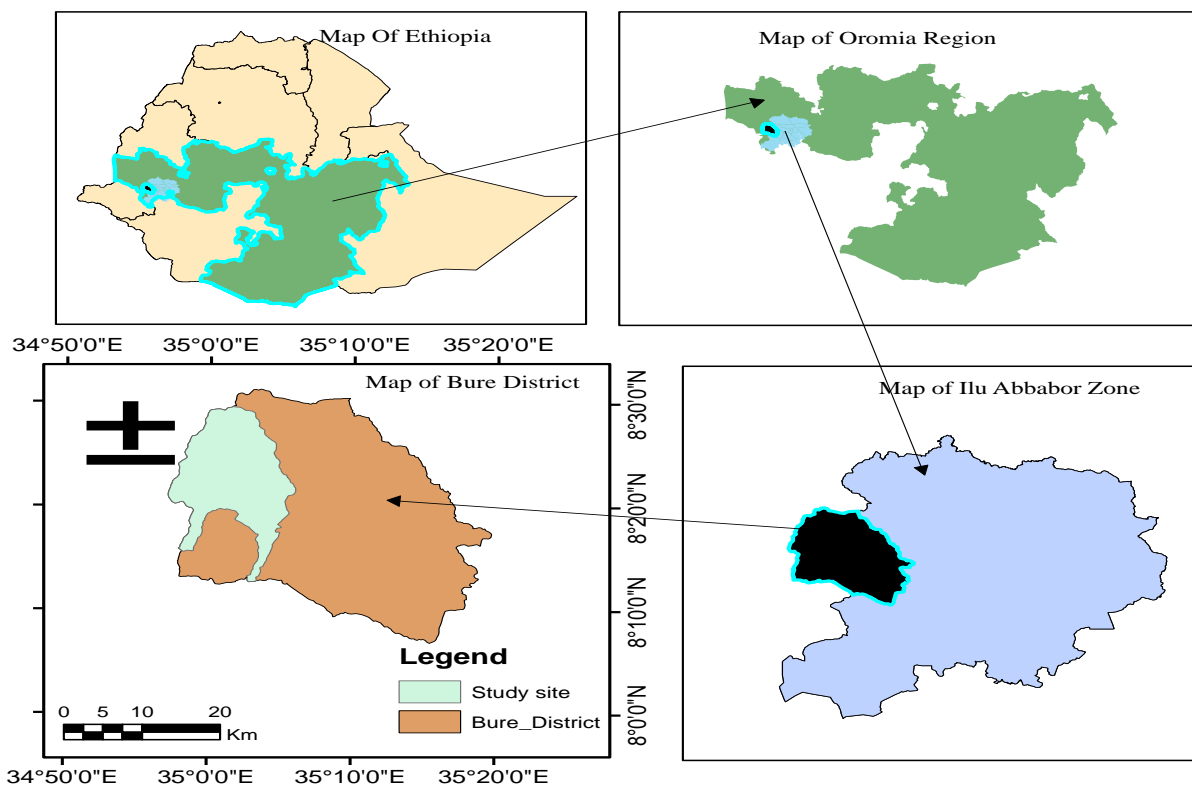 Map Of Ethiopia
Map of Oromia Region
34°50'0"E 35°0'0"E 35°10'0"E 35°20'0"E
Map of Bure District
Map of Ilu Abbabor Zone
8°30'0"N
8°20'0"N
8°10'0"N
8°0'0"N
Legend
Study site
Bure_District
0 5 10 20
Km
34°50'0"E 35°0'0"E 35°10'0"E 35°20'0"E